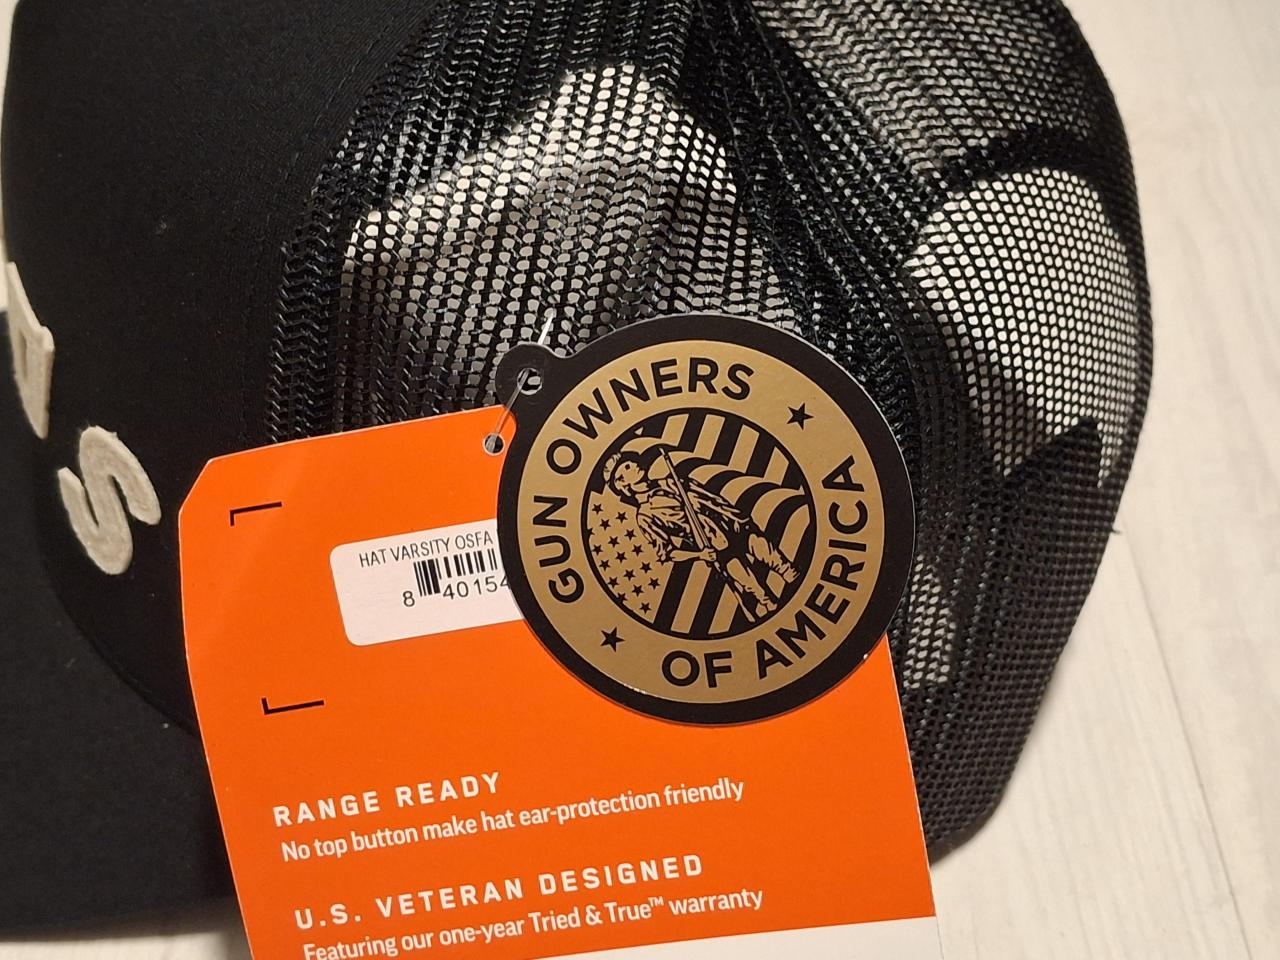 S
HAT VARSITY OSFA
8 40154
GUN OWNERS
OF AMERICA
RANGE READY
No top button make hat ear-protection friendly
U.S. VETERAN DESIGNED
Featuring our one-year Tried & True™ warranty